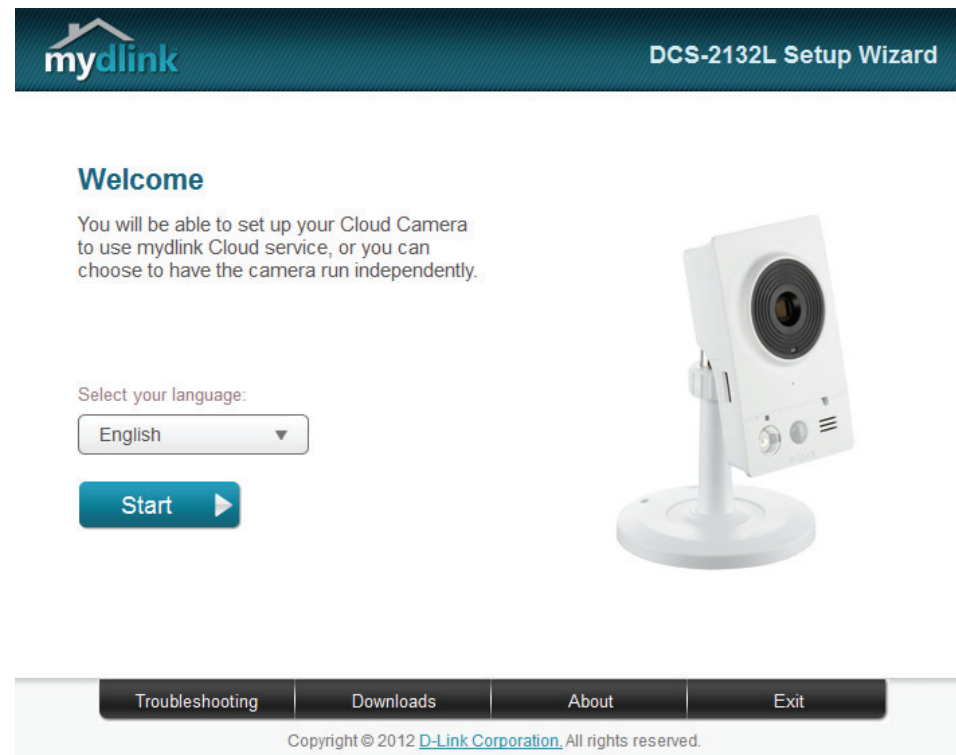 mydlink
DCS-2132L Setup Wizard
Welcome
You will be able to set up your Cloud Camera
to use mydlink Cloud service, or you can
choose to have the camera run independently.
Select your language:
English
Start
D-Link
Troubleshooting
Downloads
About
Exit
Copyright © 2012 D-Link Corporation. All rights reserved.